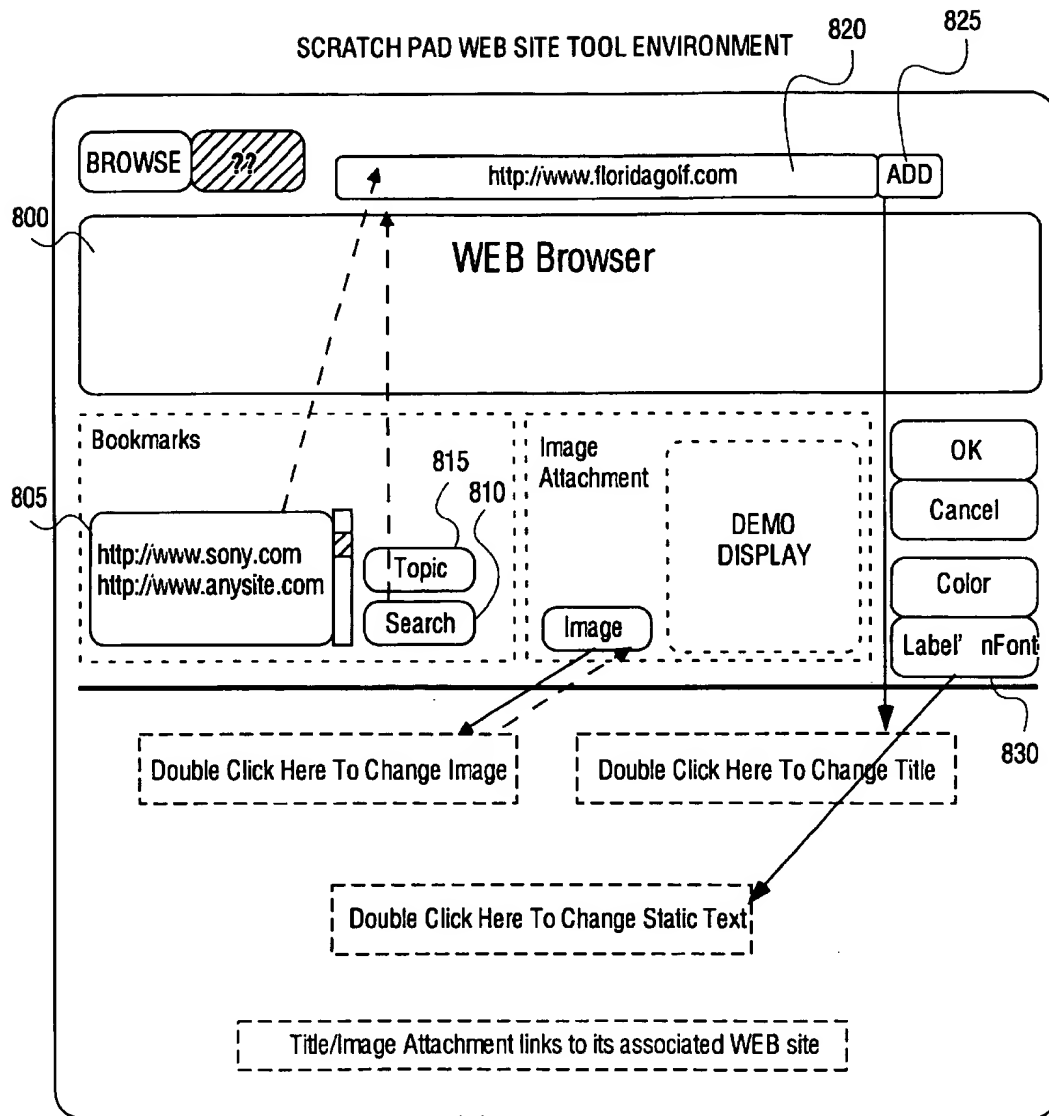 820
825
SCRATCH PAD WEB SITE TOOL ENVIRONMENT
BROWSE
??
http://www.floridagolf.com
ADD
800
WEB Browser
Bookmarks
815
810
805
http://www.sony.com
http://www.anysite.com
Topic
Search
Image
Attachment
DEMO
DISPLAY
Image
OK
Cancel
Color
Label' nFont
830
Double Click Here To Change Image
Double Click Here To Change Title
Double Click Here To Change Static Text
Title/Image Attachment links to its associated WEB site